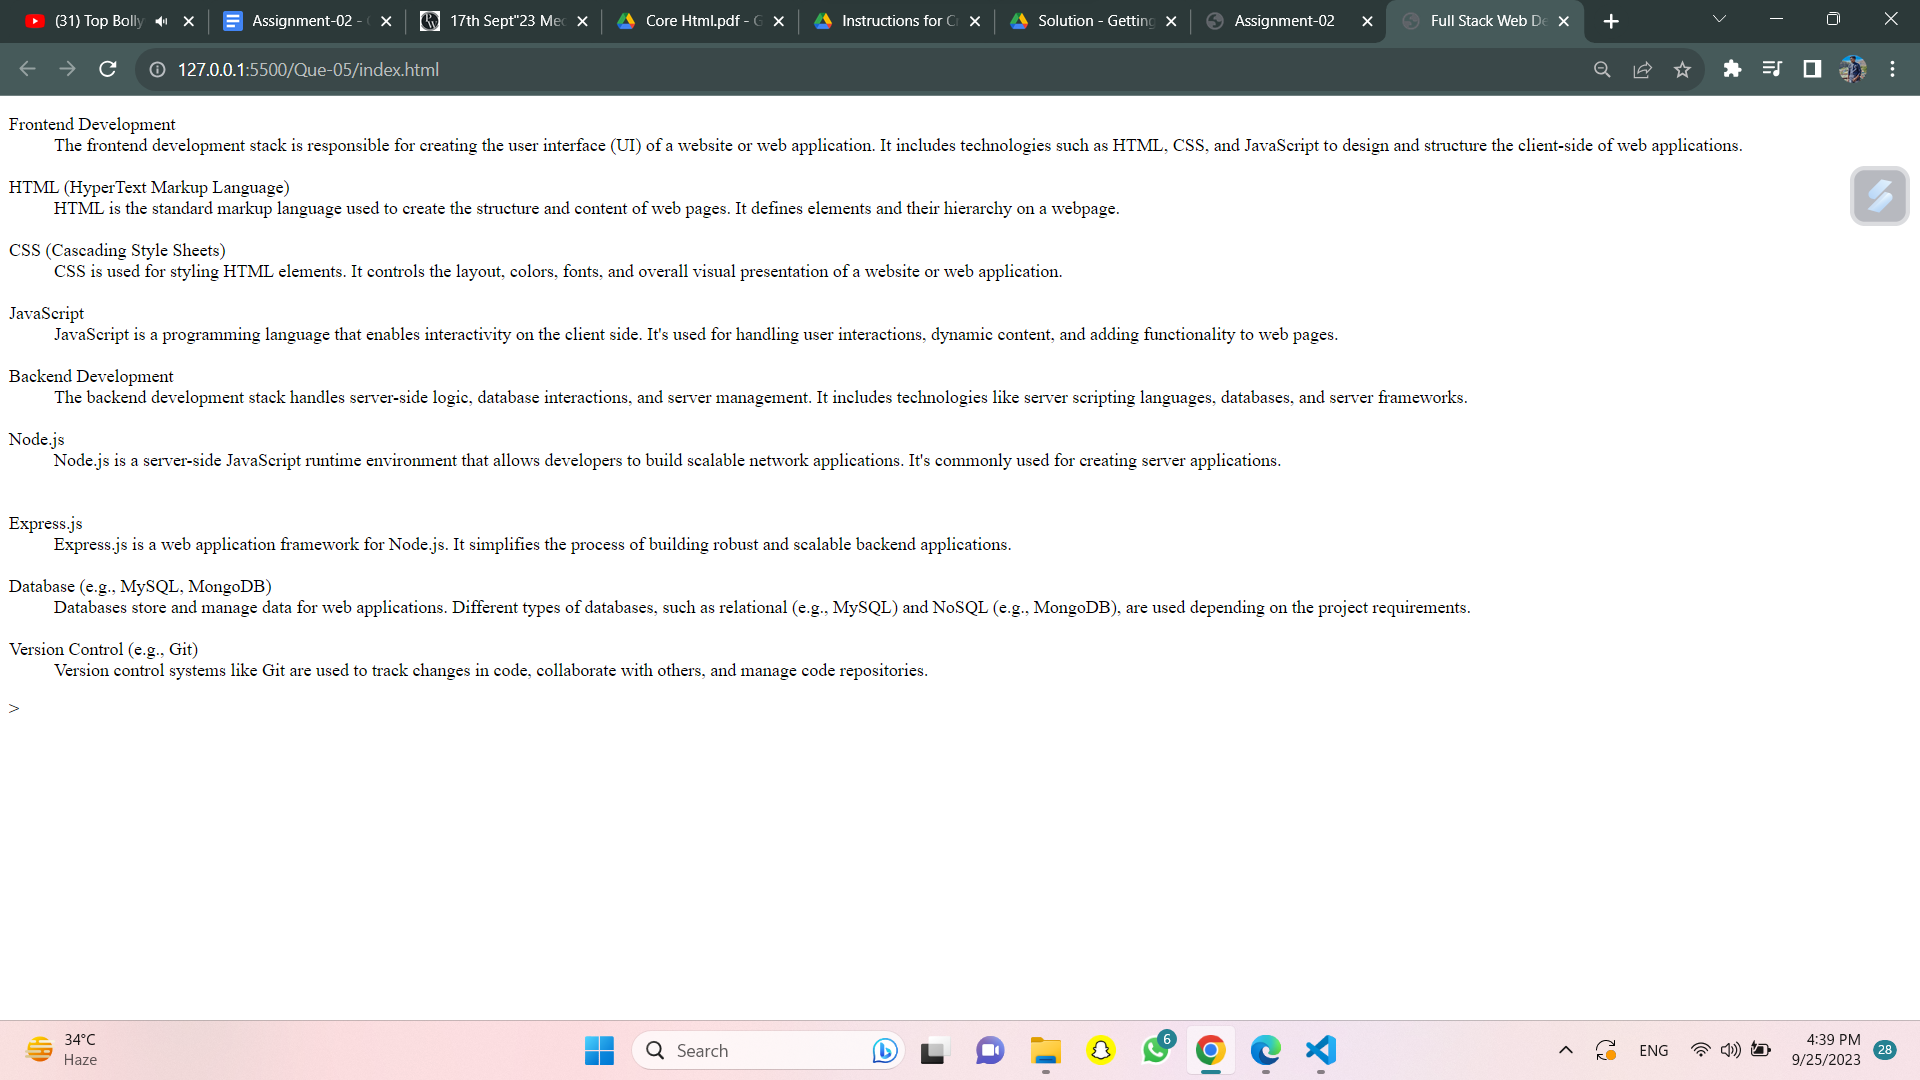 (31) Top Bolly
Assignment-02 -
17th Sept"23 Mec
Core Html.pdf - G
Instructions for C
Solution - Getting
Assignment-02
Full Stack Web De
127.0.0.1:5500/Que-05/index.html
Frontend Development
The frontend development stack is responsible for creating the user interface (UI) of a website or web application. It includes technologies such as HTML, CSS, and JavaScript to design and structure the client-side of web applications.
HTML (HyperText Markup Language)
HTML is the standard markup language used to create the structure and content of web pages. It defines elements and their hierarchy on a webpage.
CSS (Cascading Style Sheets)
CSS is used for styling HTML elements. It controls the layout, colors, fonts, and overall visual presentation of a website or web application.
JavaScript
JavaScript is a programming language that enables interactivity on the client side. It's used for handling user interactions, dynamic content, and adding functionality to web pages.
Backend Development
The backend development stack handles server-side logic, database interactions, and server management. It includes technologies like server scripting languages, databases, and server frameworks.
Node.js
Node.js is a server-side JavaScript runtime environment that allows developers to build scalable network applications. It's commonly used for creating server applications.
Express.js
Express.js is a web application framework for Node.js. It simplifies the process of building robust and scalable backend applications.
Database (e.g., MySQL, MongoDB)
Databases store and manage data for web applications. Different types of databases, such as relational (e.g., MySQL) and NoSQL (e.g., MongoDB), are used depending on the project requirements.
Version Control (e.g., Git)
Version control systems like Git are used to track changes in code, collaborate with others, and manage code repositories.
>
34°C
Haze
Search
6
ENG
4:39 PM
9/25/2023
28